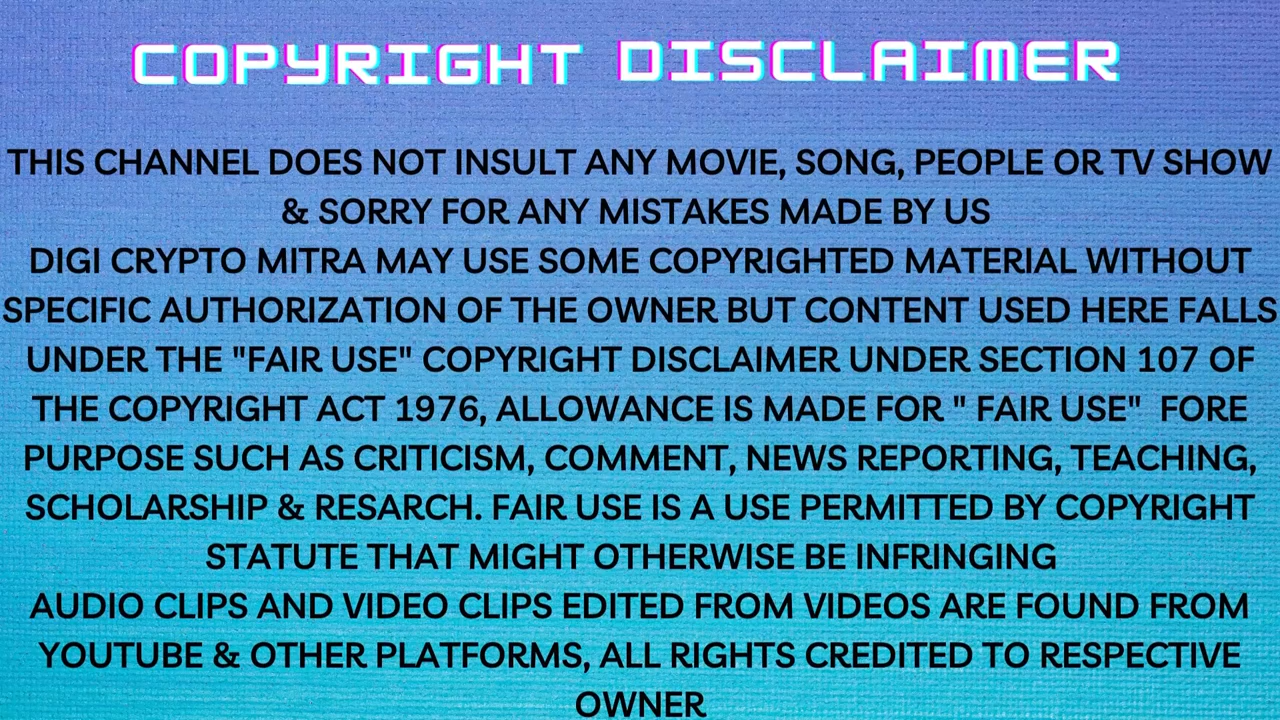 COPYRIGHT DISCLAIMER
THIS CHANNEL DOES NOT INSULT ANY MOVIE, SONG, PEOPLE OR TV SHOW
& SORRY FOR ANY MISTAKES MADE BY US
DIGI CRYPTO MITRA MAY USE SOME COPYRIGHTED MATERIAL WITHOUT
SPECIFIC AUTHORIZATION OF THE OWNER BUT CONTENT USED HERE FALLS
UNDER THE "FAIR USE" COPYRIGHT DISCLAIMER UNDER SECTION 107 OF
THE COPYRIGHT ACT 1976, ALLOWANCE IS MADE FOR " FAIR USE"  FORE
PURPOSE SUCH AS CRITICISM, COMMENT, NEWS REPORTING, TEACHING,
SCHOLARSHIP & RESARCH. FAIR USE IS A USE PERMITTED BY COPYRIGHT
STATUTE THAT MIGHT OTHERWISE BE INFRINGING
AUDIO CLIPS AND VIDEO CLIPS EDITED FROM VIDEOS ARE FOUND FROM
YOUTUBE & OTHER PLATFORMS, ALL RIGHTS CREDITED TO RESPECTIVE
OWNER